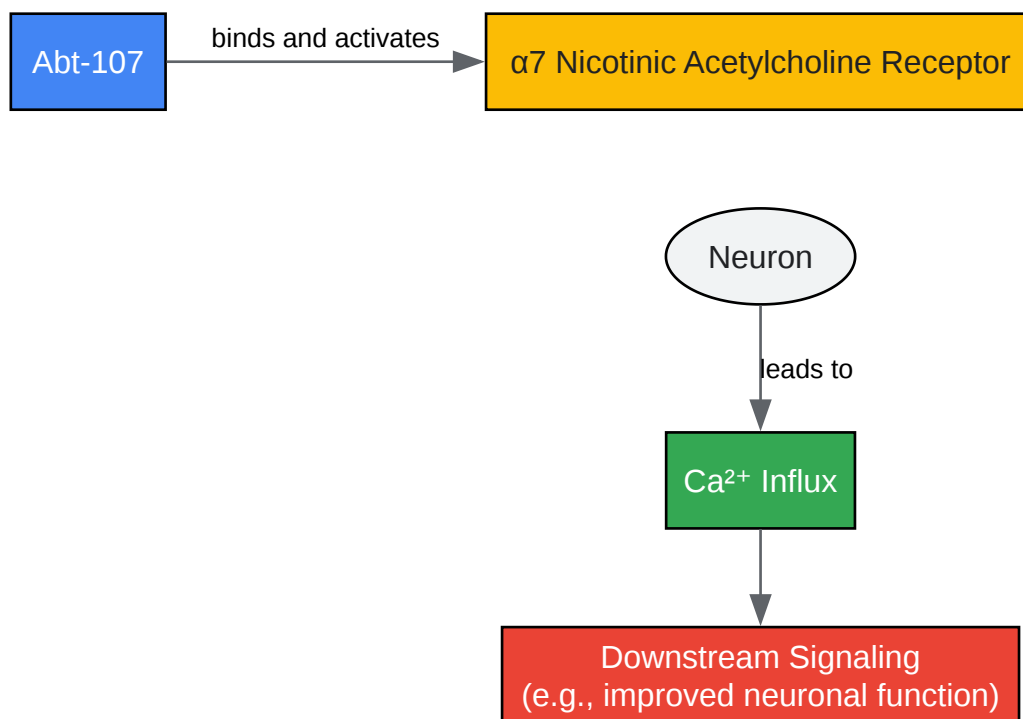 Abt-107
binds and activates
α7 Nicotinic Acetylcholine Receptor
Neuron
leads to
Ca²⁺ Influx
Downstream Signaling
(e.g., improved neuronal function)